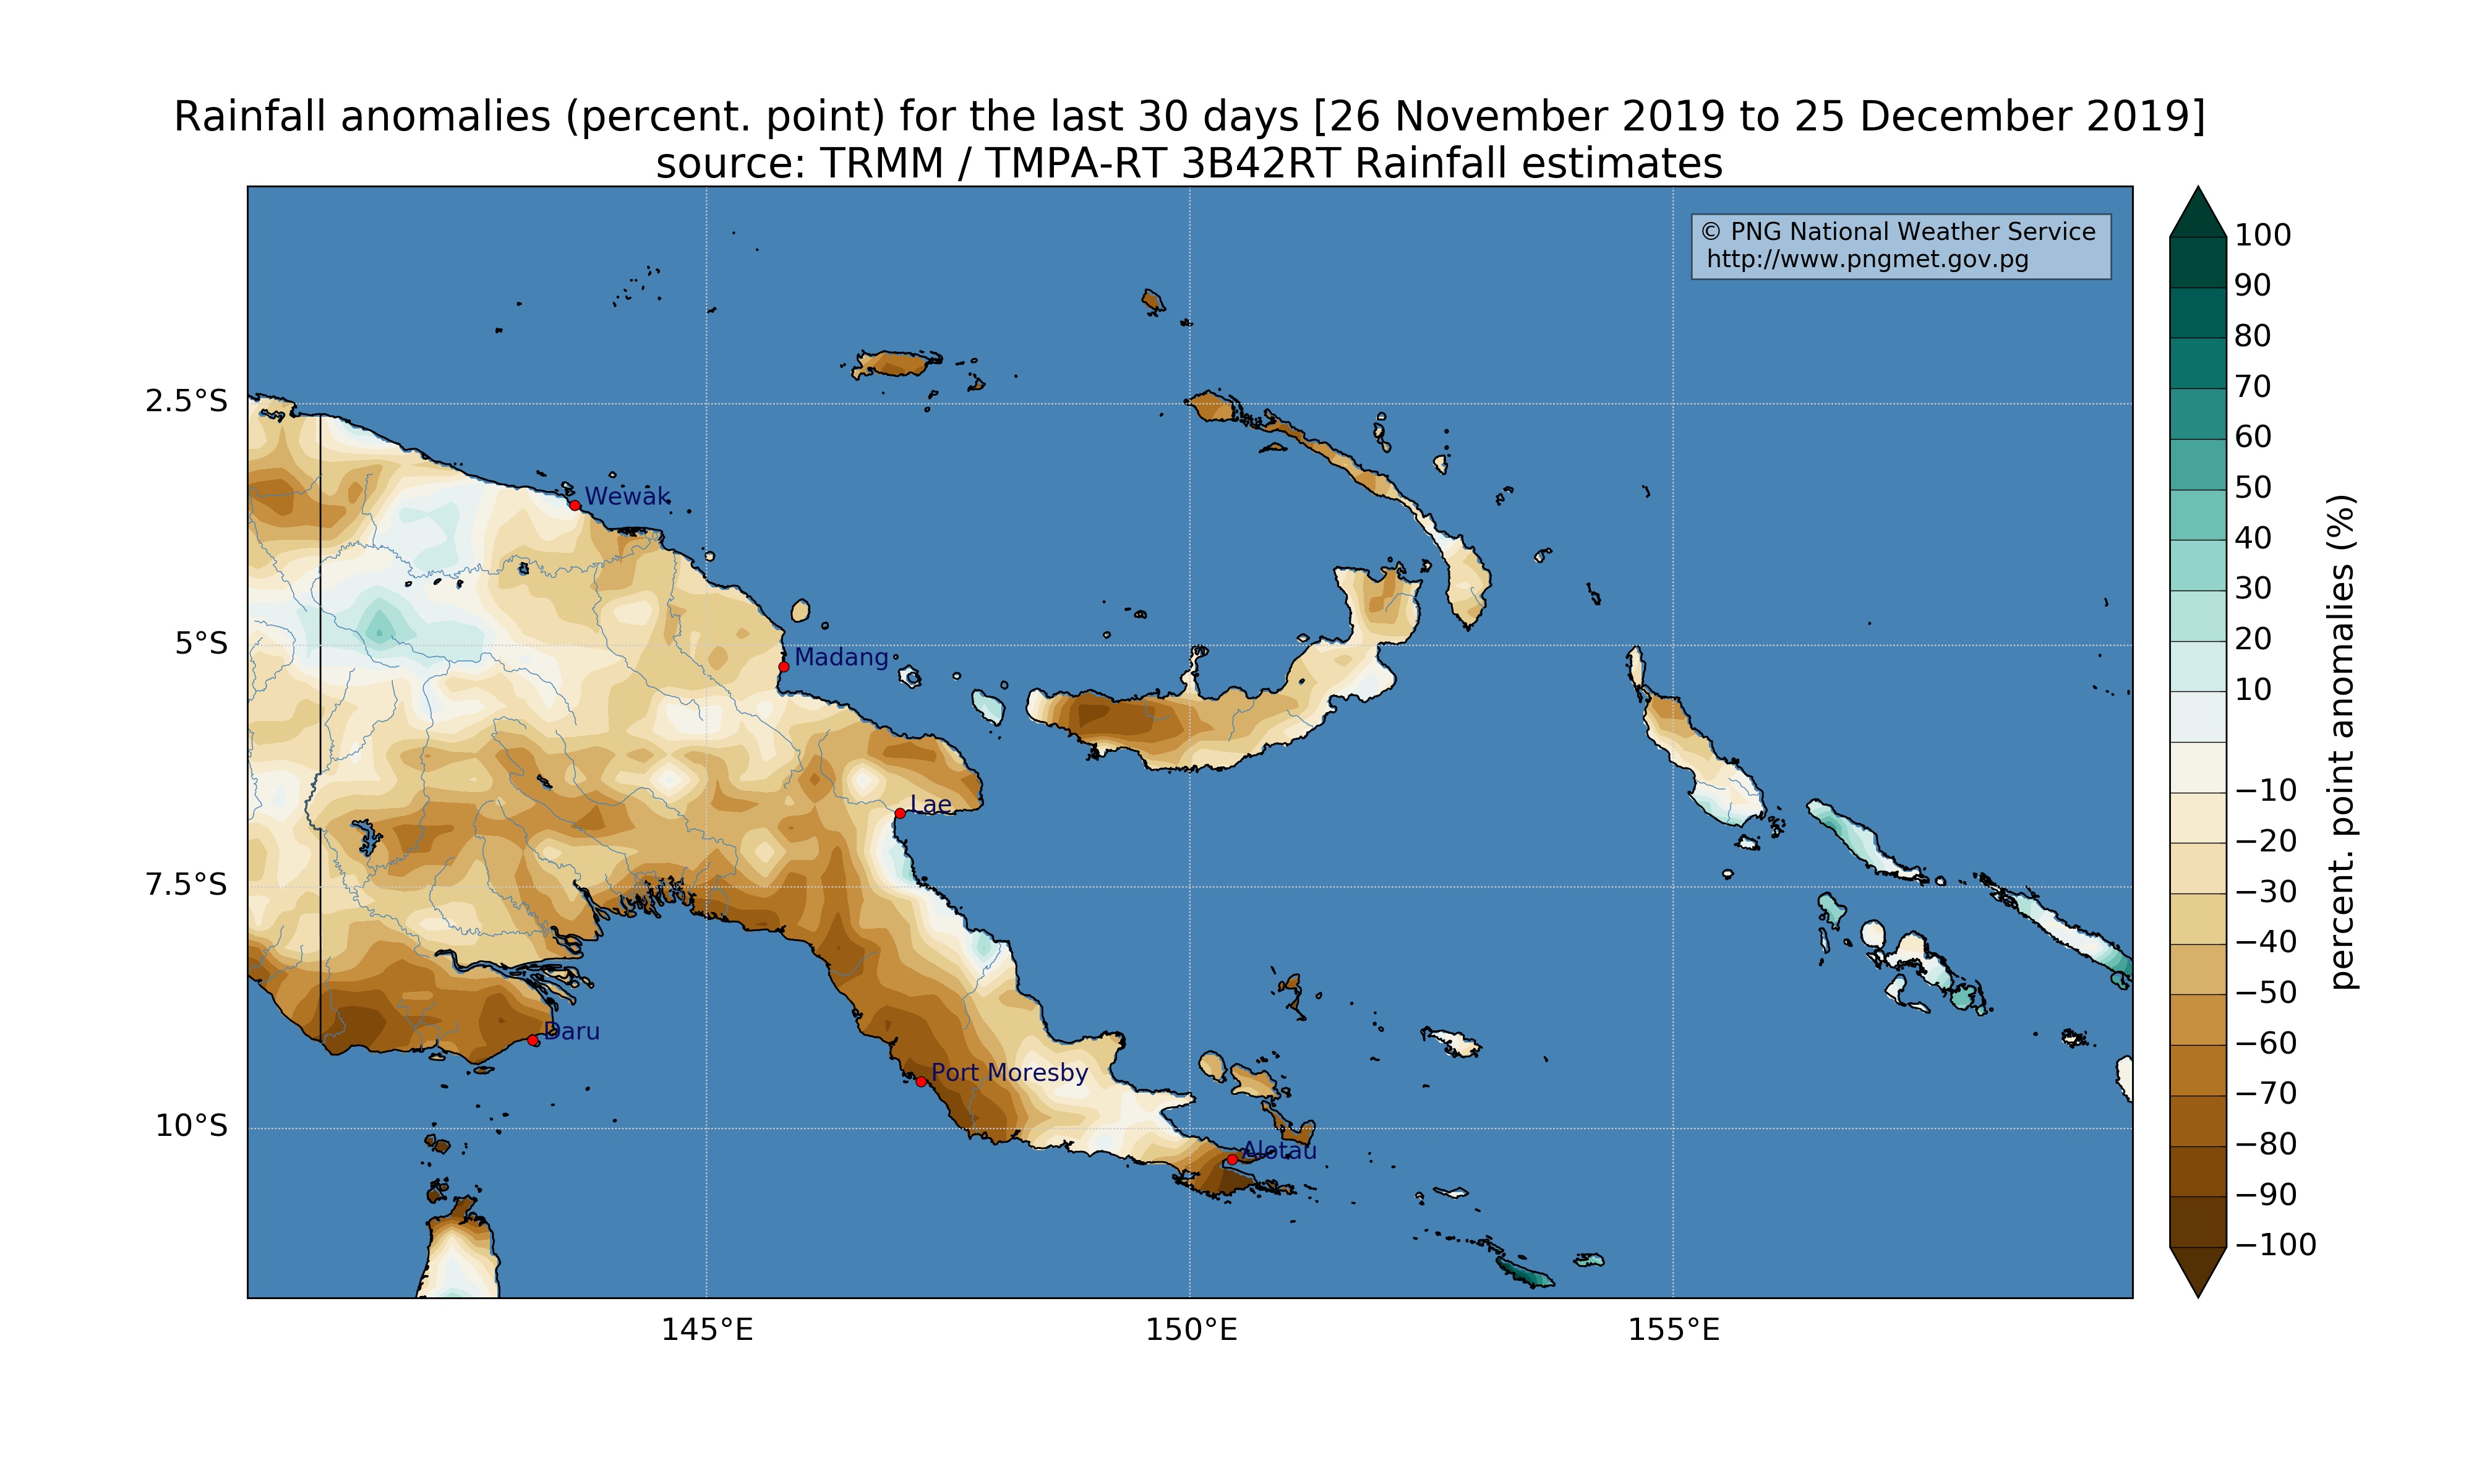 Rainfall anomalies (percent. point) for the last 30 days [26 November 2019 to 25 December 2019]
source: TRMM / TMPA-RT 3B42RT Rainfall estimates
© PNG National Weather Service
http://www.pngmet.gov.pg
2.5°S
5°S
7.5°S
10°S
145°E
150°E
155°E
Wewak
Madang
Lae
Daru
Port Moresby
Alotau
100
90
80
70
60
50
40
30
20
10
−10
−20
−30
−40
−50
−60
−70
−80
−90
−100
percent. point anomalies (%)